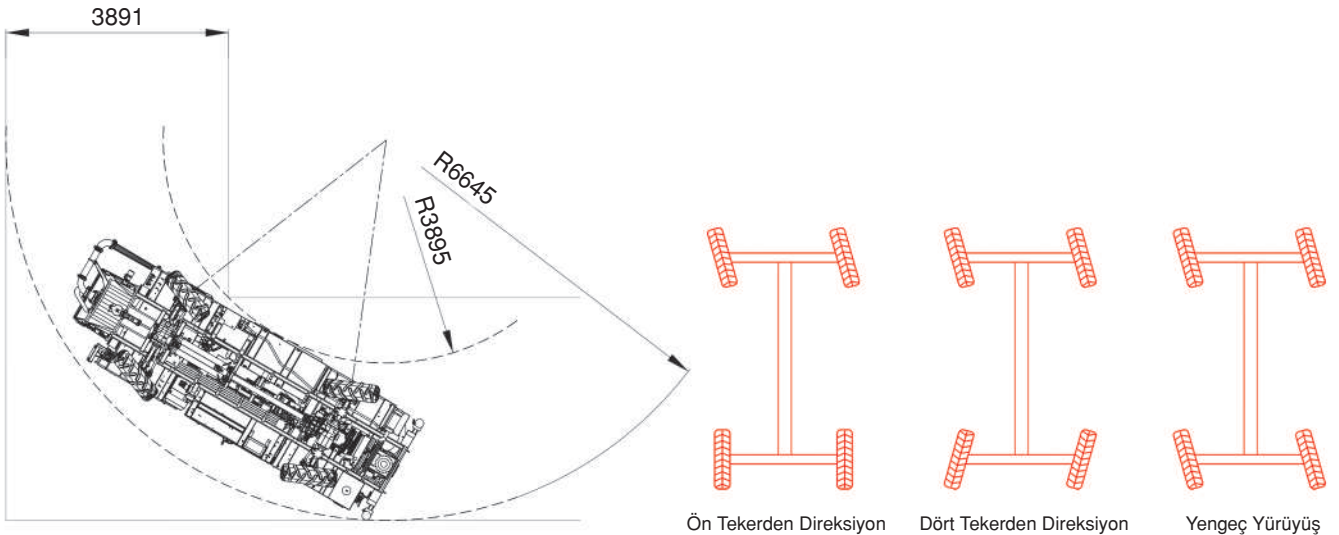 3891
R6645
R3895
Ön Tekerden Direksiyon
Dört Tekerden Direksiyon
Yengeç Yürüyüş